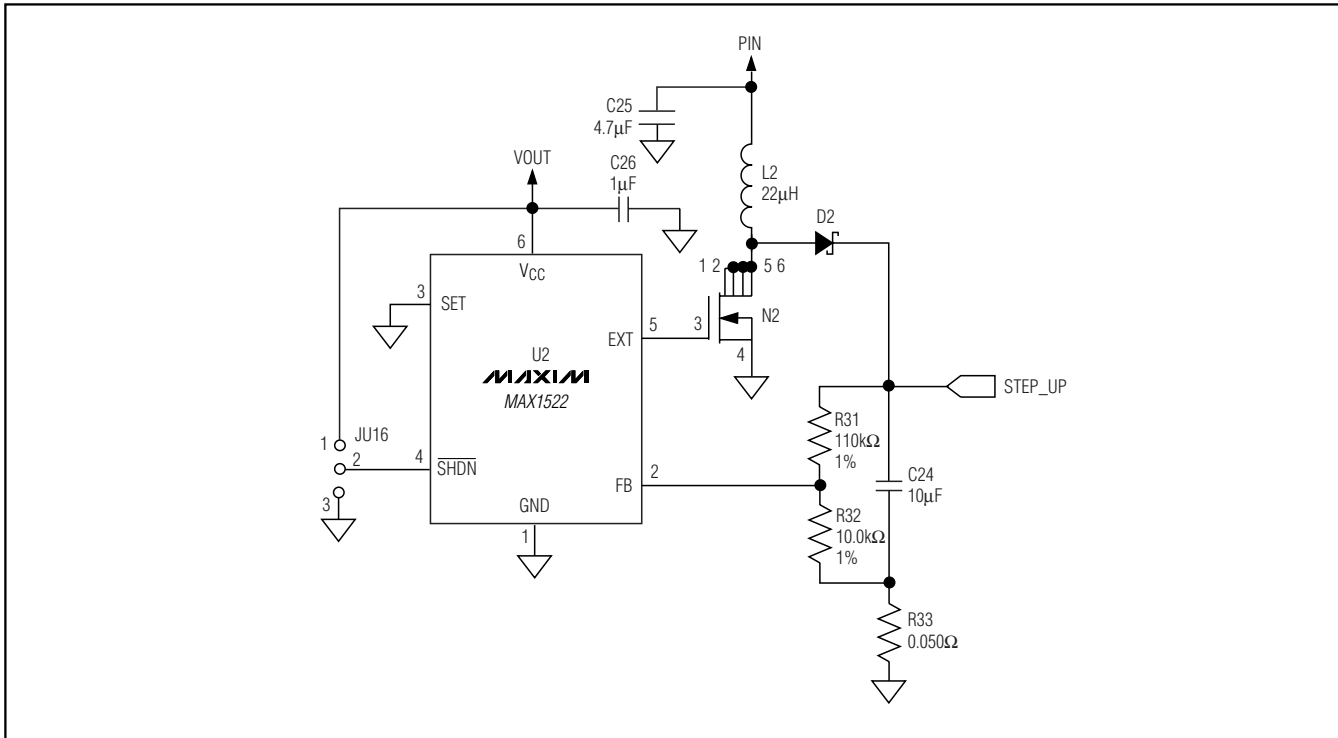 PIN
C25
4.7µF
VOUT
C26
1µF
L2
22µH
D2
6
1 2
5 6
VCC
3
SET
N2
5
3
EXT
4
U2
MAXIM
MAX1522
STEP_UP
R31
110kΩ
1%
1
JU16
2
4
SHDN
2
FB
C24
10µF
3
GND
R32
10.0kΩ
1%
1
R33
0.050Ω